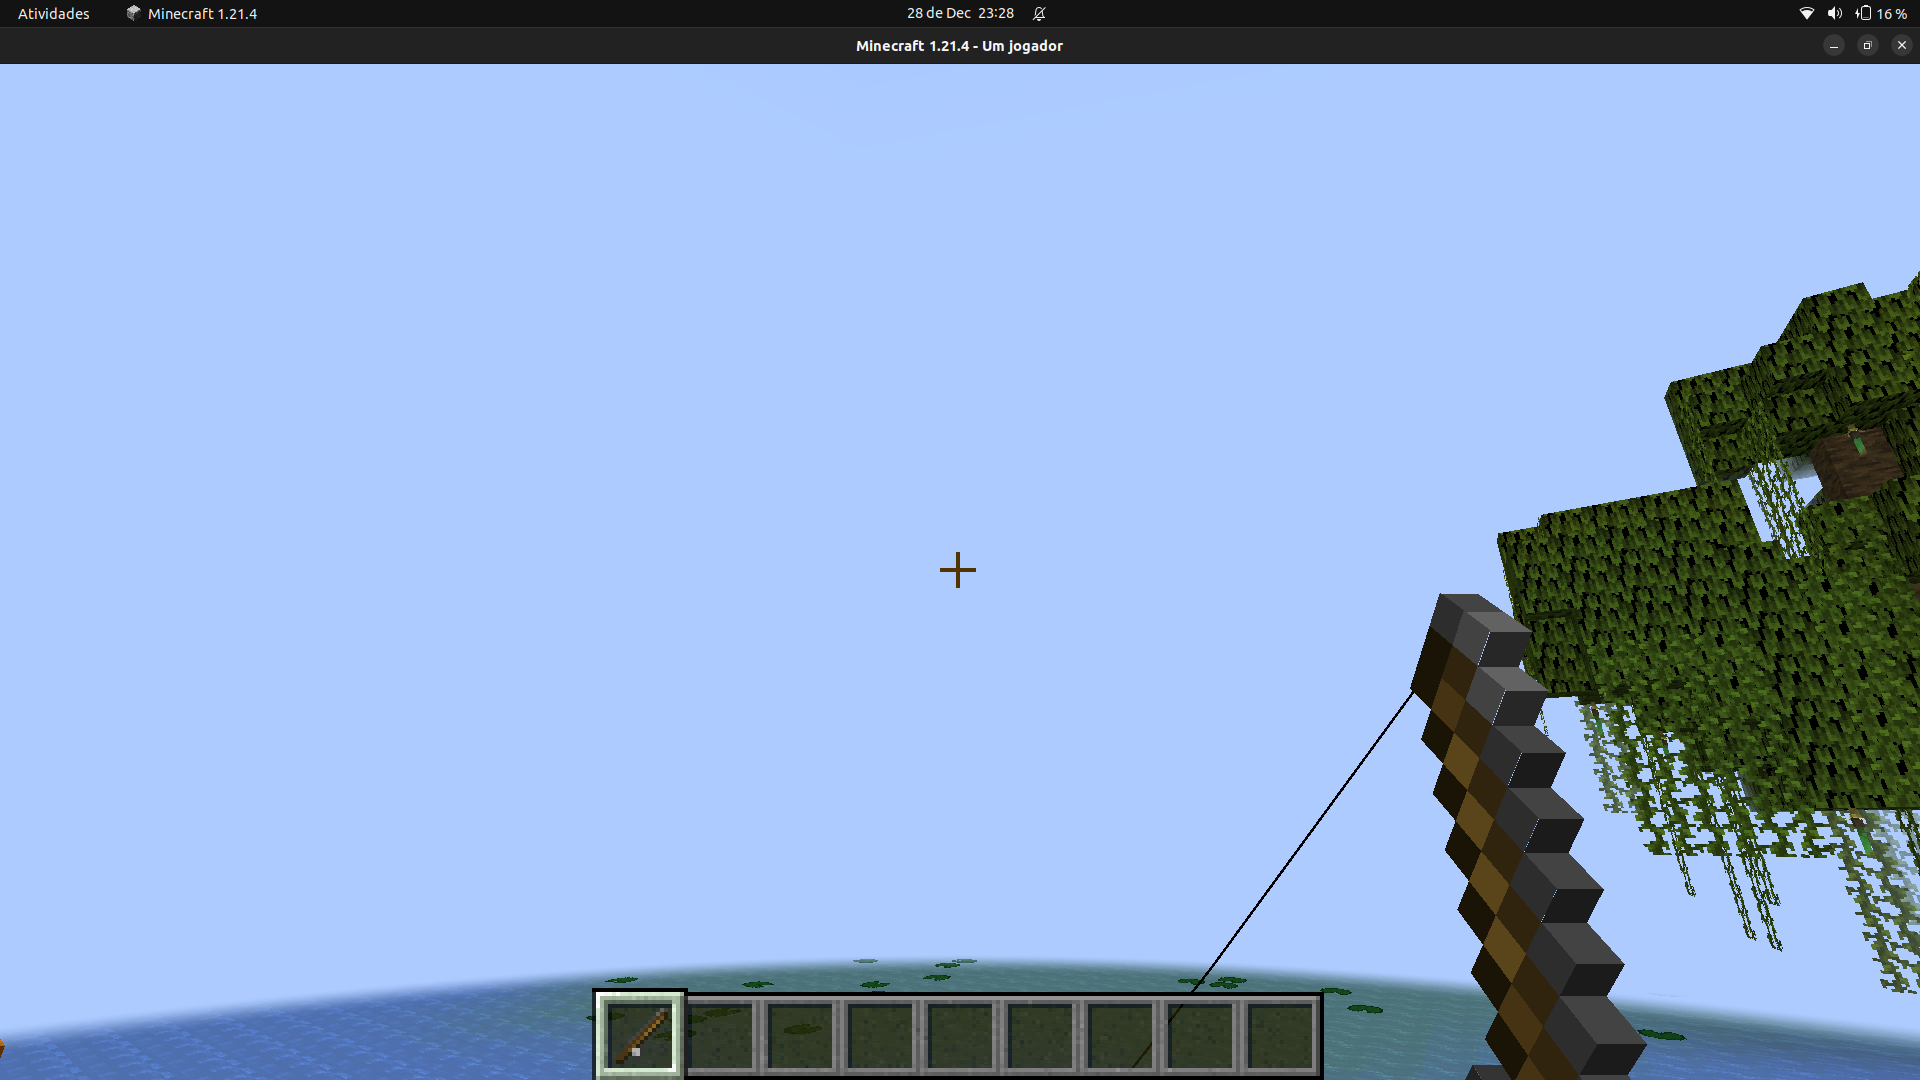 Atividades Minecraft 1.21.4 28 de Dec 23:28 16 %
Minecraft 1.21.4 - Um jogador